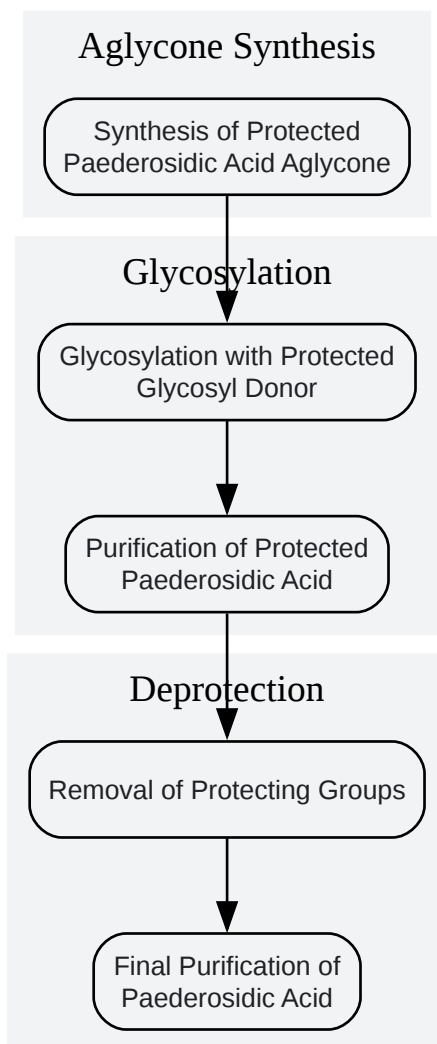 Aglycone Synthesis
Synthesis of Protected
Paederosidic Acid Aglycone
Glycosylation
Glycosylation with Protected
Glycosyl Donor
Purification of Protected
Paederosidic Acid
Deprotection
Removal of Protecting Groups
Final Purification of
Paederosidic Acid